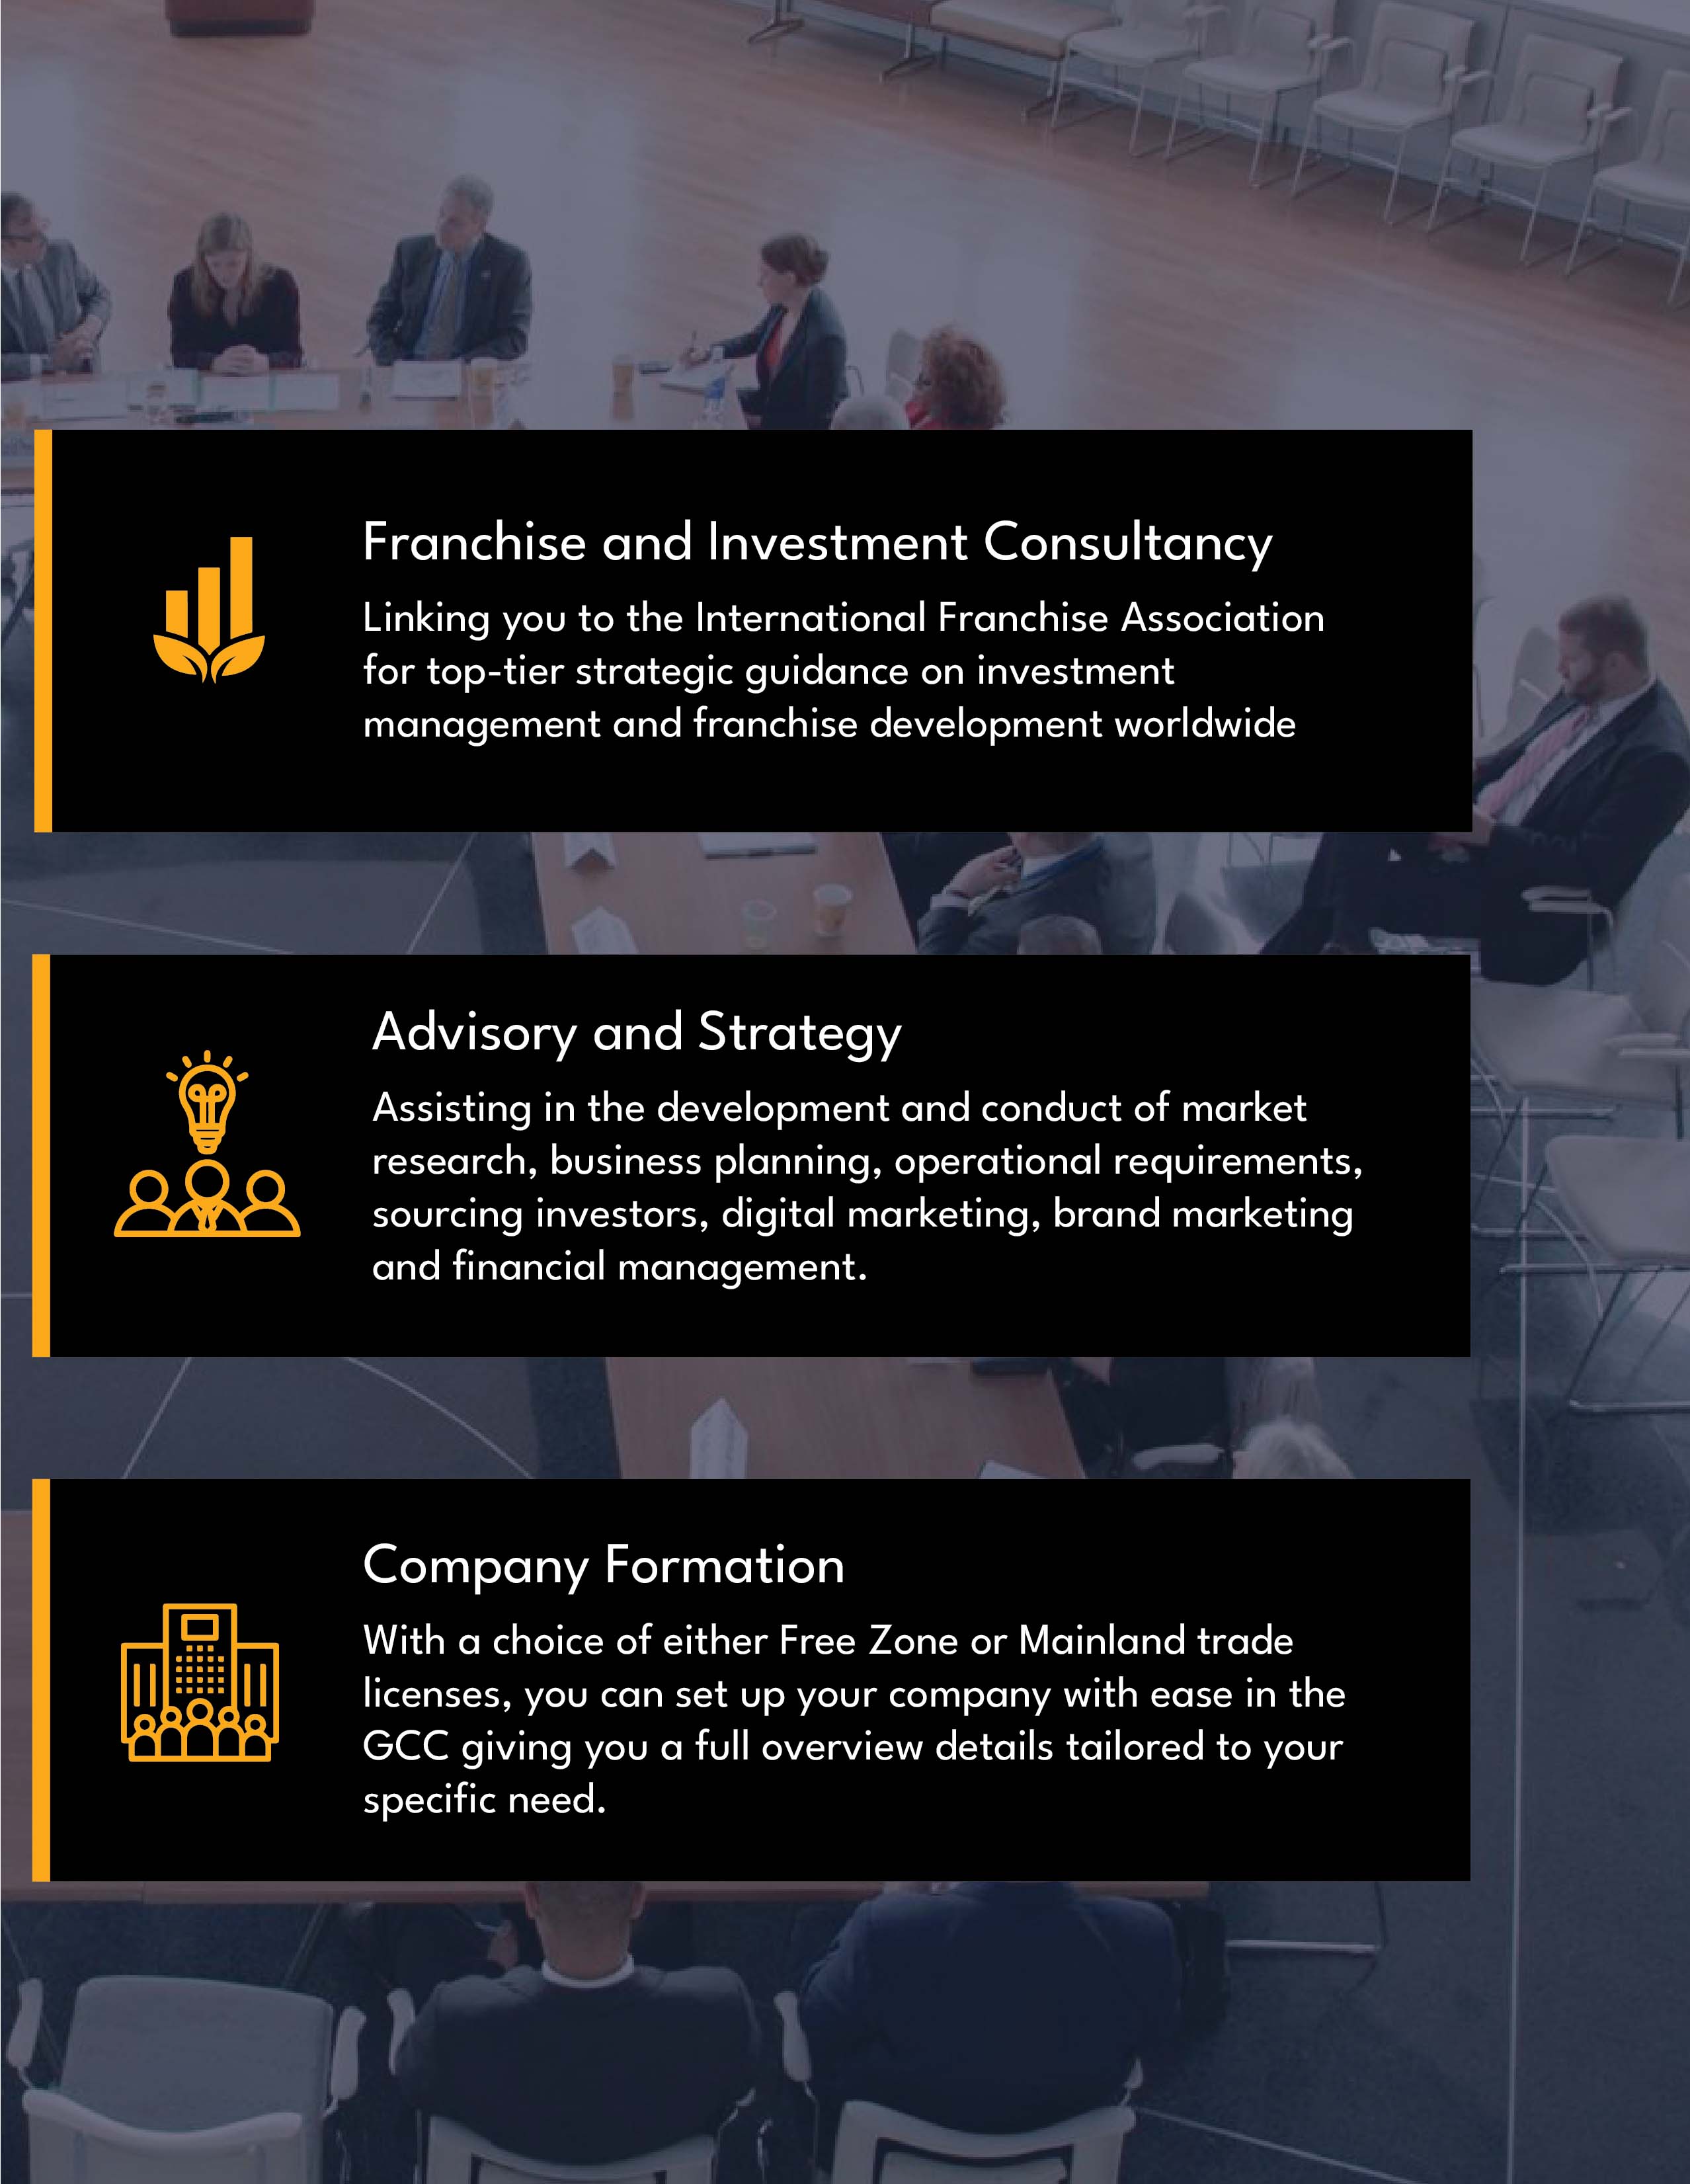 Franchise and Investment Consultancy
Linking you to the International Franchise Association
for top-tier strategic guidance on investment
management and franchise development worldwide
Advisory and Strategy
Assisting in the development and conduct of market
research, business planning, operational requirements,
sourcing investors, digital marketing, brand marketing
and financial management.
Company Formation
With a choice of either Free Zone or Mainland trade
licenses, you can set up your company with ease in the
GCC giving you a full overview details tailored to your
specific need.